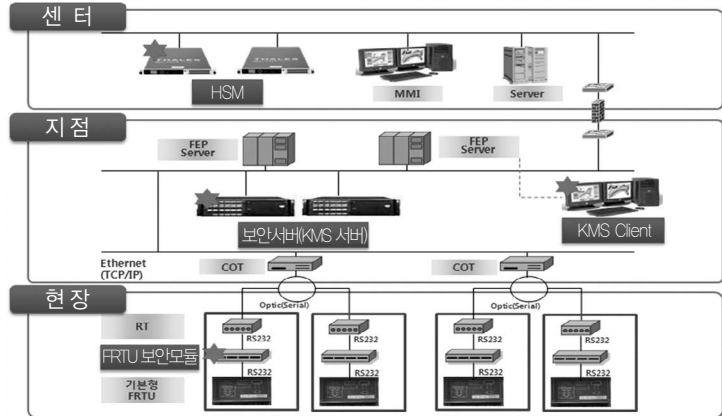 센 터
THALES
THALES
HSM
MMI
Server
지 점
FEP
Server
FEP
Server
보안서버(KMS 서버)
KMS Client
Ethernet
(TCP/IP)
COT
COT
현 장
Optic(Serial)
Optic(Serial)
RT
RS232
RS232
RS232
RS232
FRTU 보안모듈
RS232
RS232
RS232
RS232
기본형
FRTU